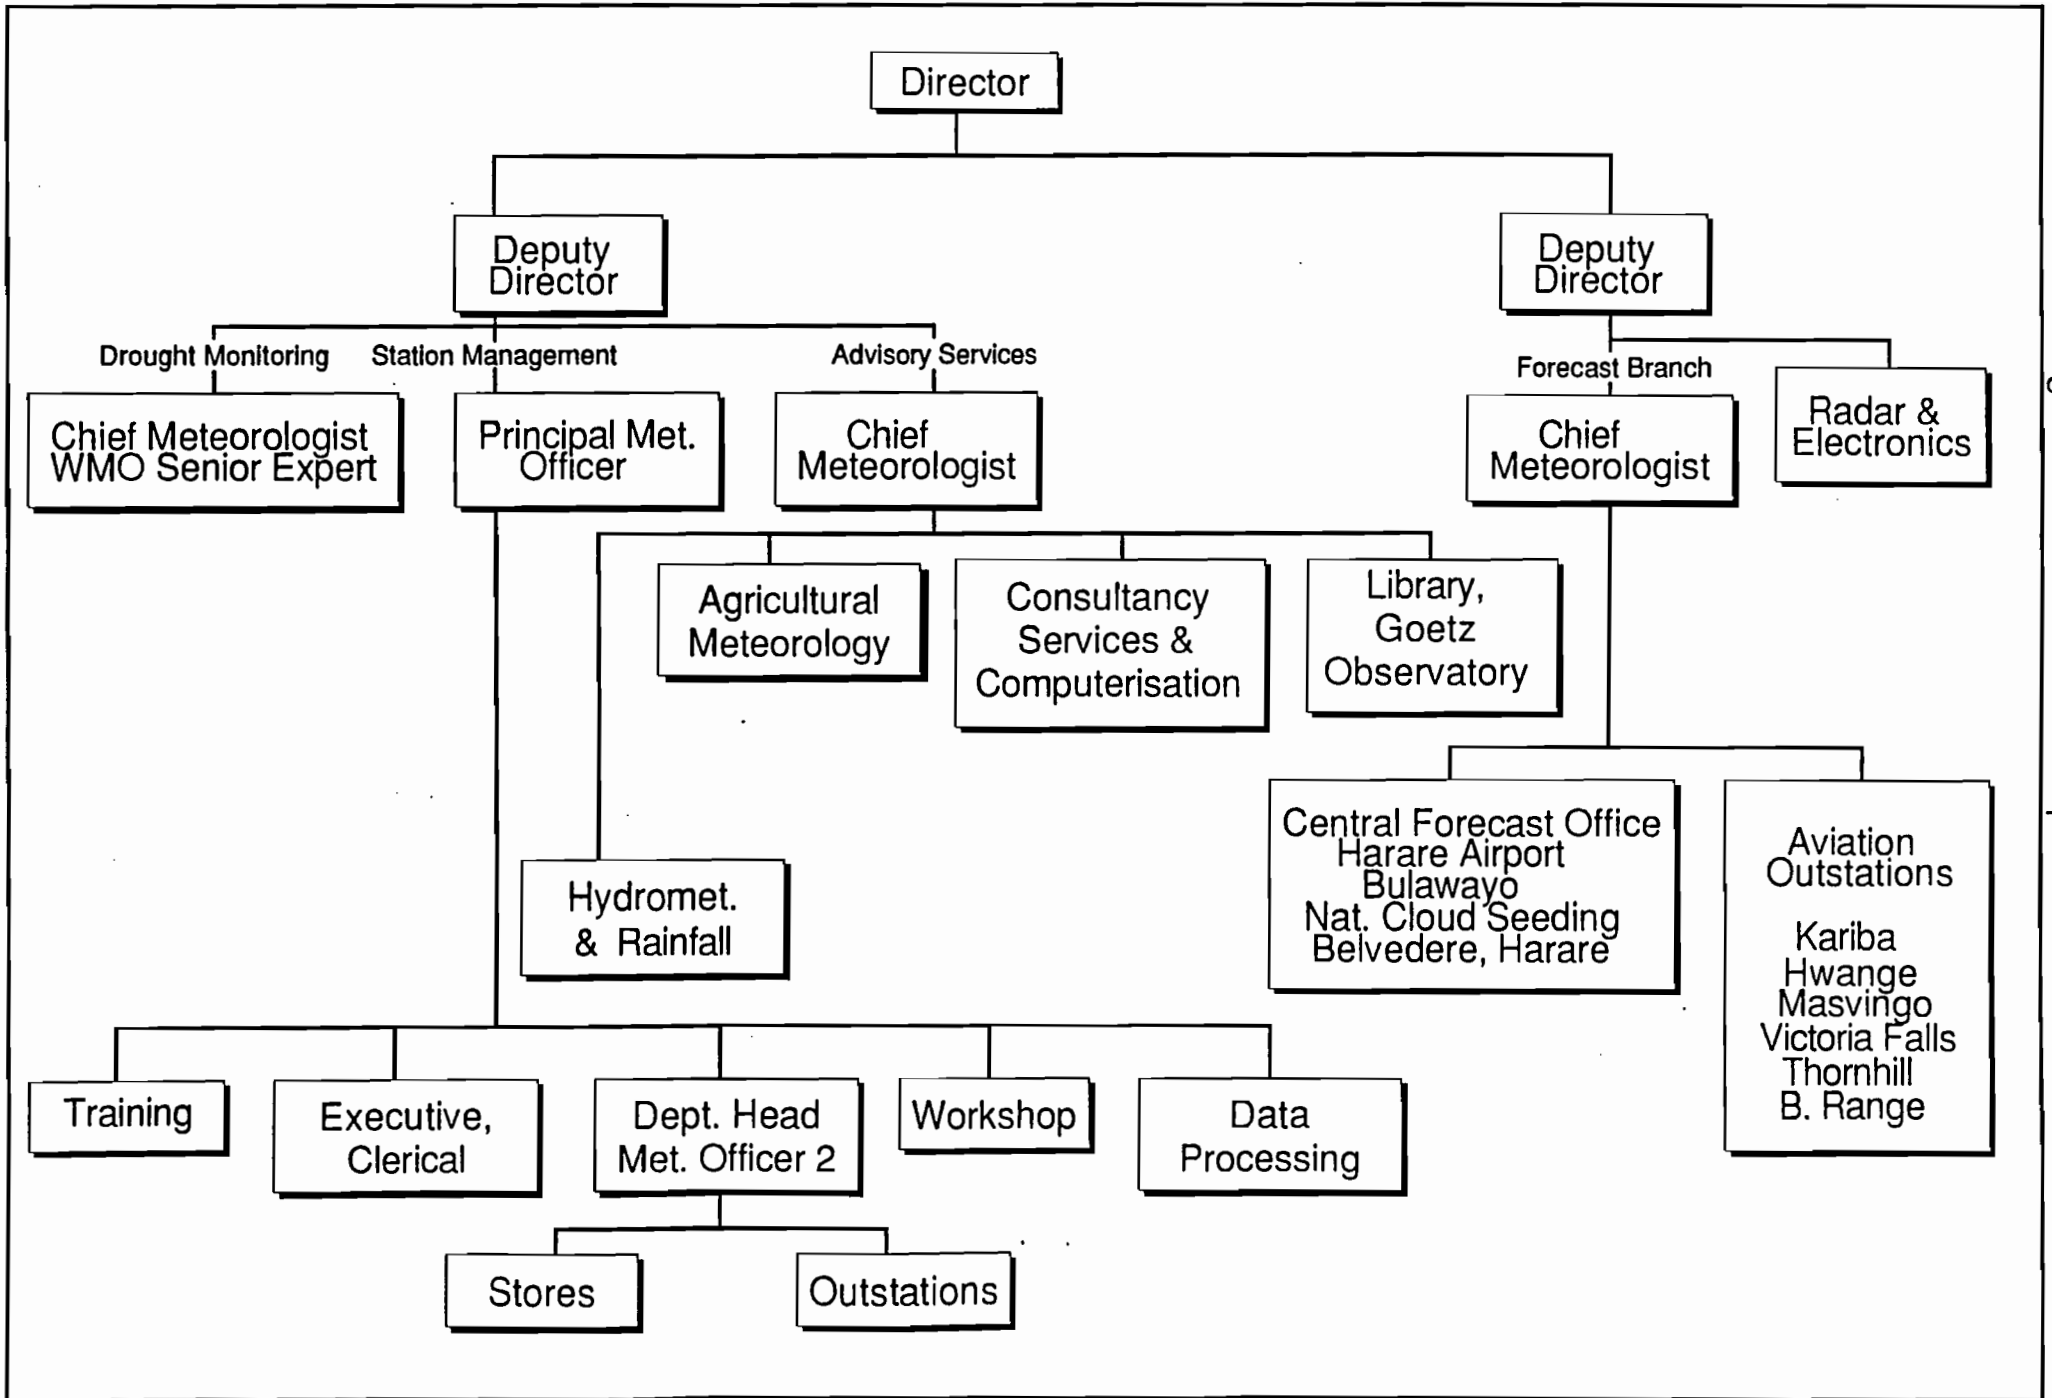 Director
Deputy
Director
Deputy
Director
Drought Monitoring
Station Management
Advisory Services
Forecast Branch
Chief Meteorologist
WMO Senior Expert
Principal Met.
Officer
Chief
Meteorologist
Chief
Meteorologist
Radar &
Electronics
Agricultural
Meteorology
Consultancy
Services &
Computerisation
Library,
Goetz
Observatory
Hydromet.
& Rainfall
Central Forecast Office
Harare Airport
Bulawayo
Nat. Cloud Seeding
Belvedere, Harare
Aviation
Outstations
Kariba
Hwange
Masvingo
Victoria Falls
Thornhill
B. Range
Training
Executive,
Clerical
Dept. Head
Met. Officer 2
Workshop
Data
Processing
Stores
Outstations